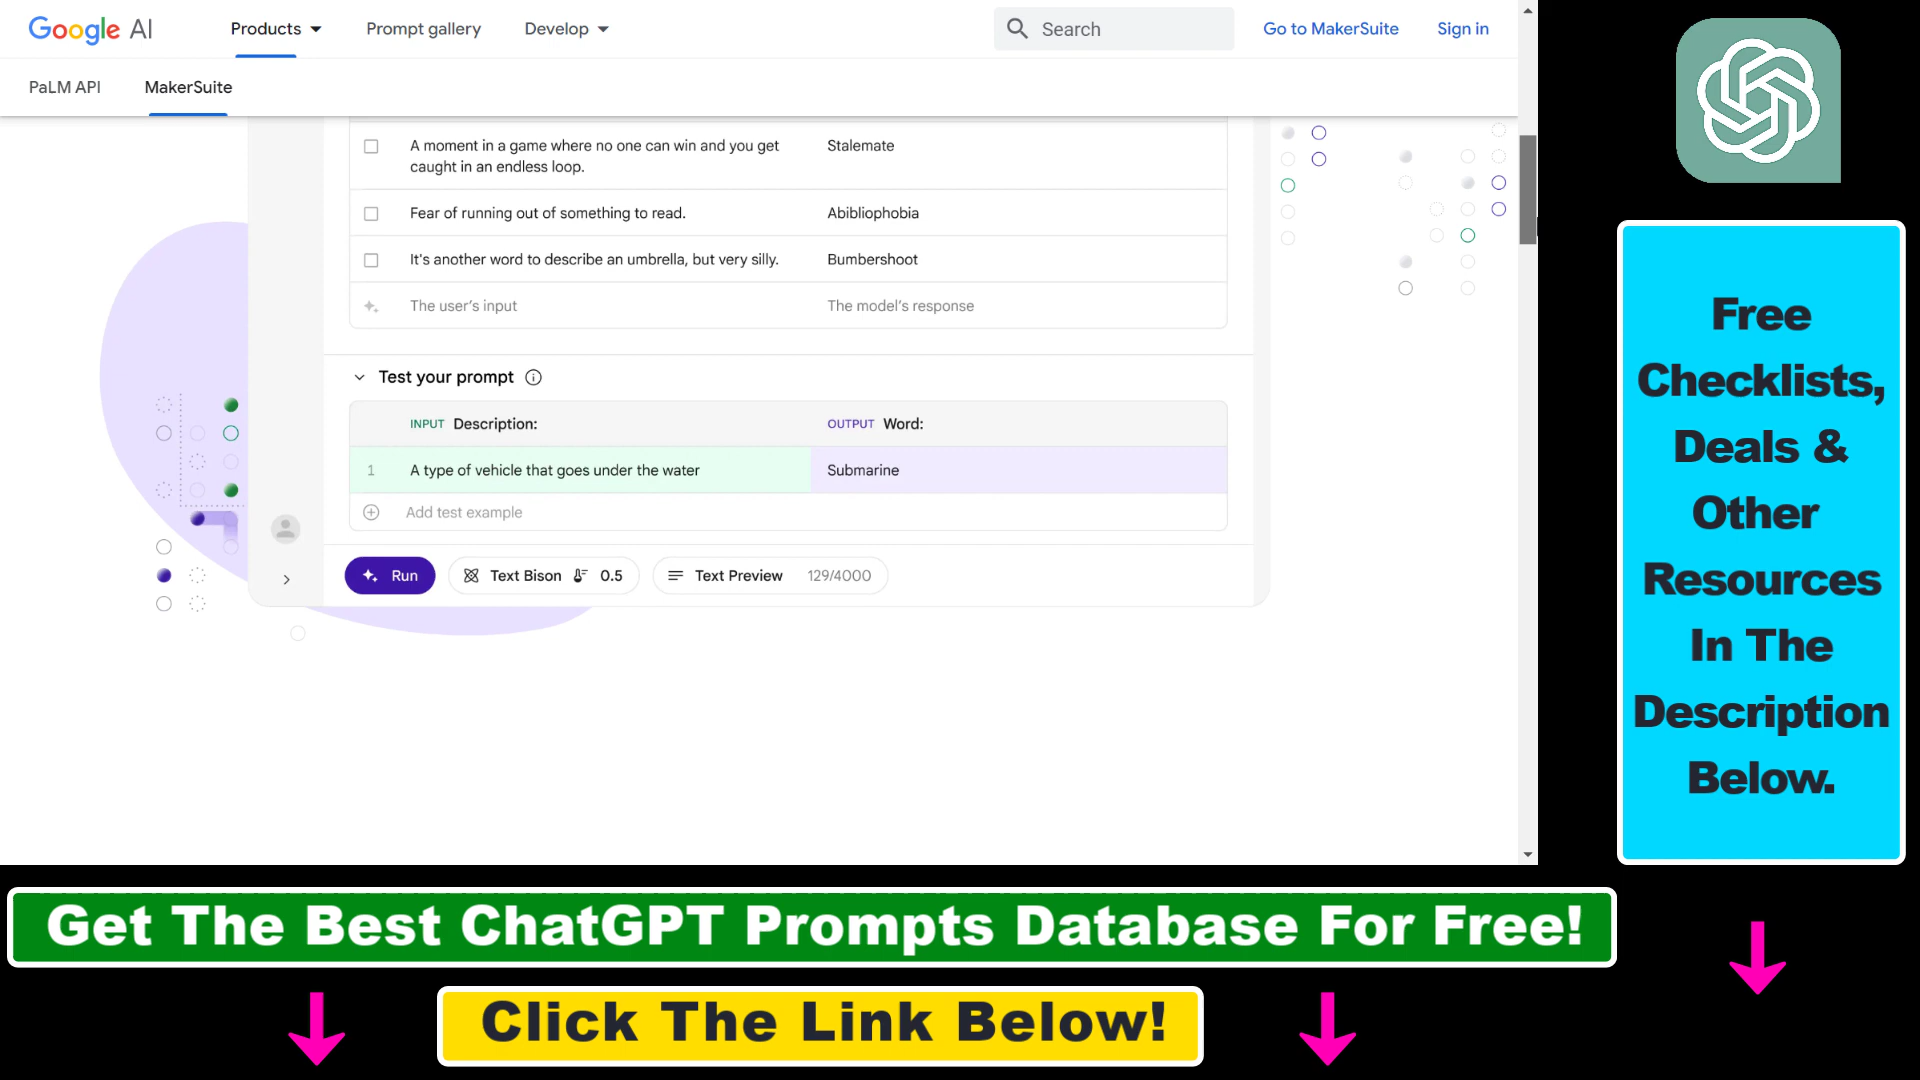 Google AI
Products
Prompt gallery
Develop
Search
Go to MakerSuite
Sign in
PaLM API
MakerSuite
A moment in a game where no one can win and you get
caught in an endless loop.
Stalemate
Fear of running out of something to read.
Abibliophobia
It's another word to describe an umbrella, but very silly.
Bumbershoot
The user’s input
The model’s response
Test your prompt
INPUT Description:
OUTPUT Word:
1
A type of vehicle that goes under the water
Submarine
Add test example
Run
Text Bison
0.5
Text Preview
129/4000
Free
Checklists,
Deals &
Other
Resources
In The
Description
Below.
Get The Best ChatGPT Prompts Database For Free!
Click The Link Below!